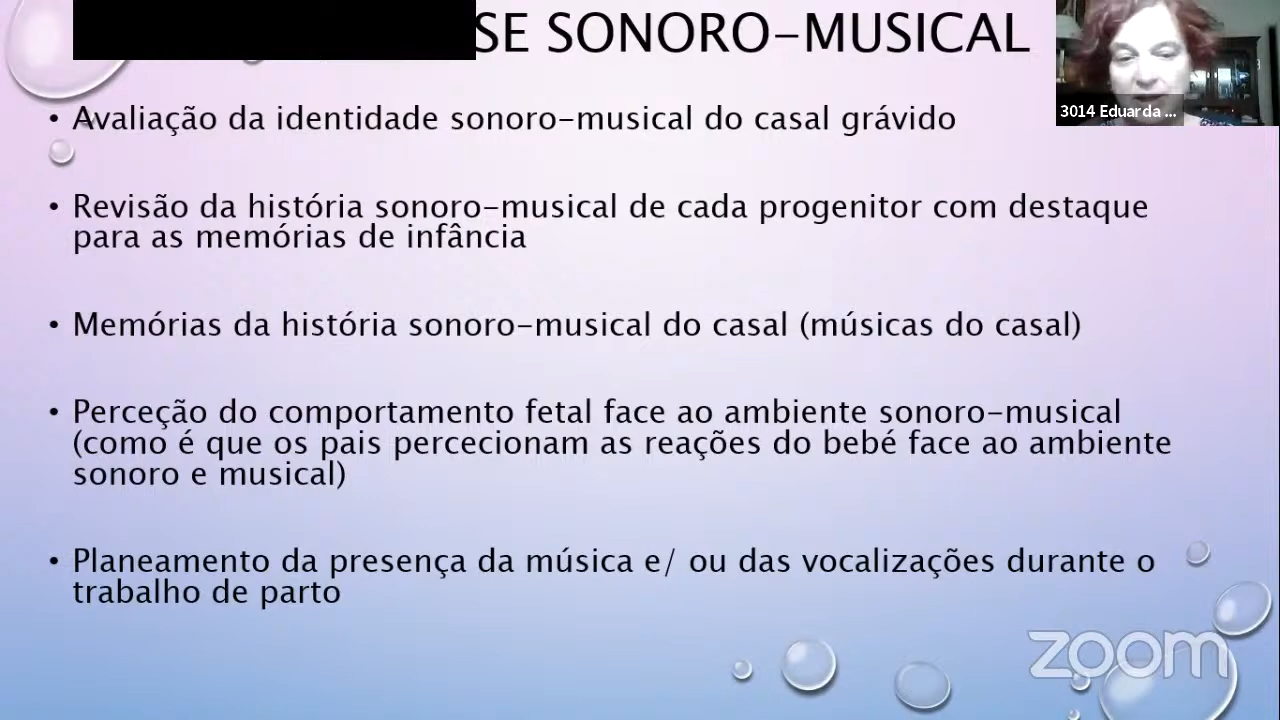 SE SONORO-MUSICAL
3014 Eduarda ...
• Avaliação da identidade sonoro-musical do casal grávido
• Revisão da história sonoro-musical de cada progenitor com destaque
para as memórias de infância
• Memórias da história sonoro-musical do casal (músicas do casal)
• Perceção do comportamento fetal face ao ambiente sonoro-musical
(como é que os pais percecionam as reações do bebé face ao ambiente
sonoro e musical)
• Planeamento da presença da música e/ ou das vocalizações durante o
trabalho de parto
zoom